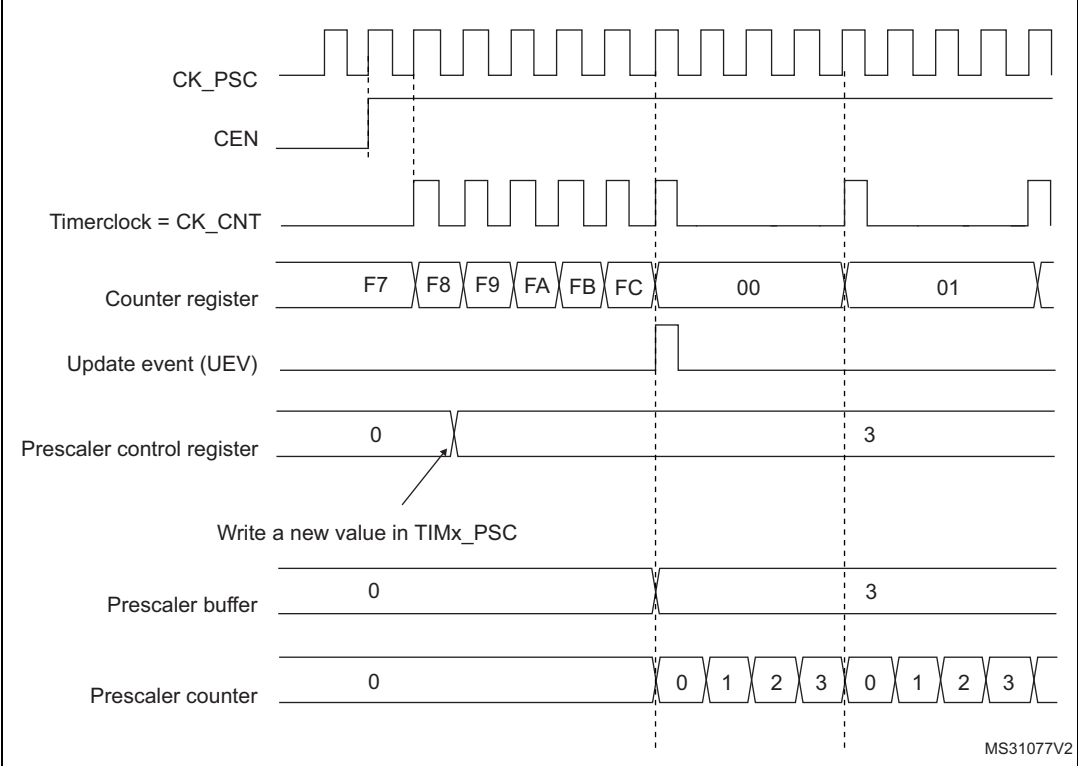 CK_PSC
CEN
Timerclock = CK_CNT
Counter register F7 F8 F9 FA FB FC 00 01
Update event (UEV)
Prescaler control register 0 3
Write a new value in TIMx_PSC
Prescaler buffer 0 3
Prescaler counter 0 0 1 2 3 0 1 2 3
MS31077V2